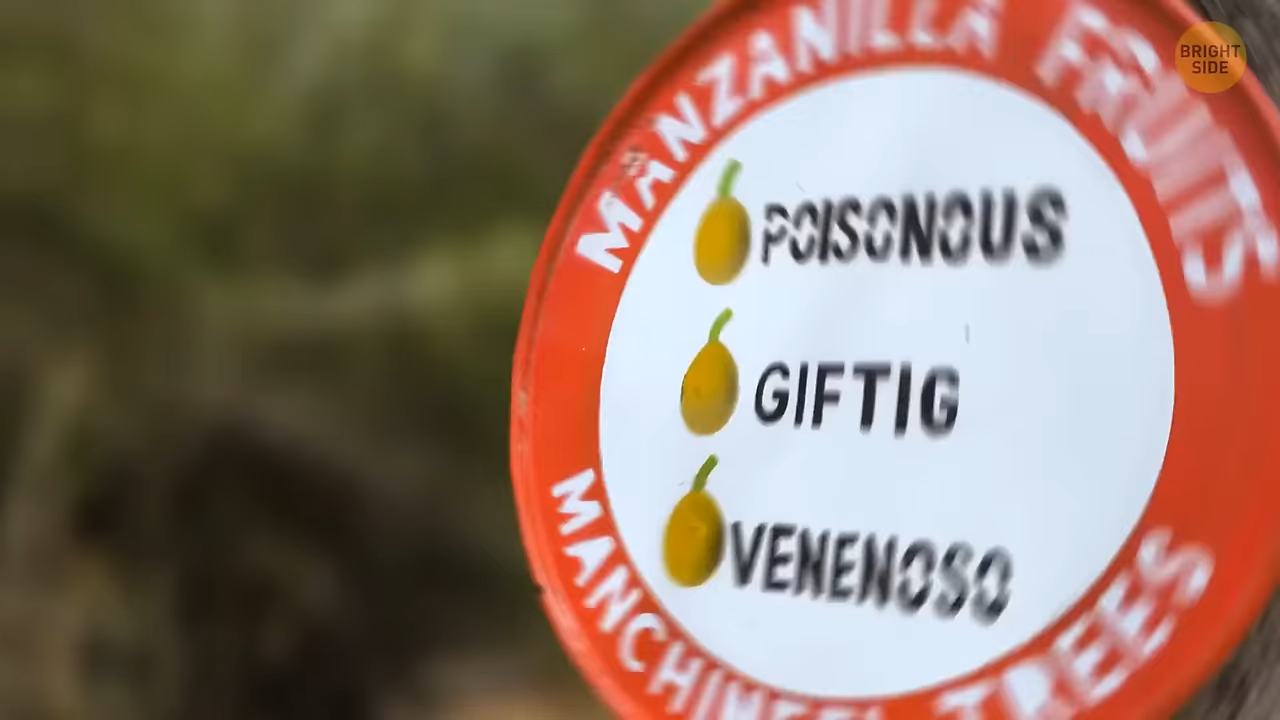 MANZANILLA FRUITS
POISONOUS
GIFTIG
VENENOSO
MANCHINEEL TREES
BRIGHT
SIDE